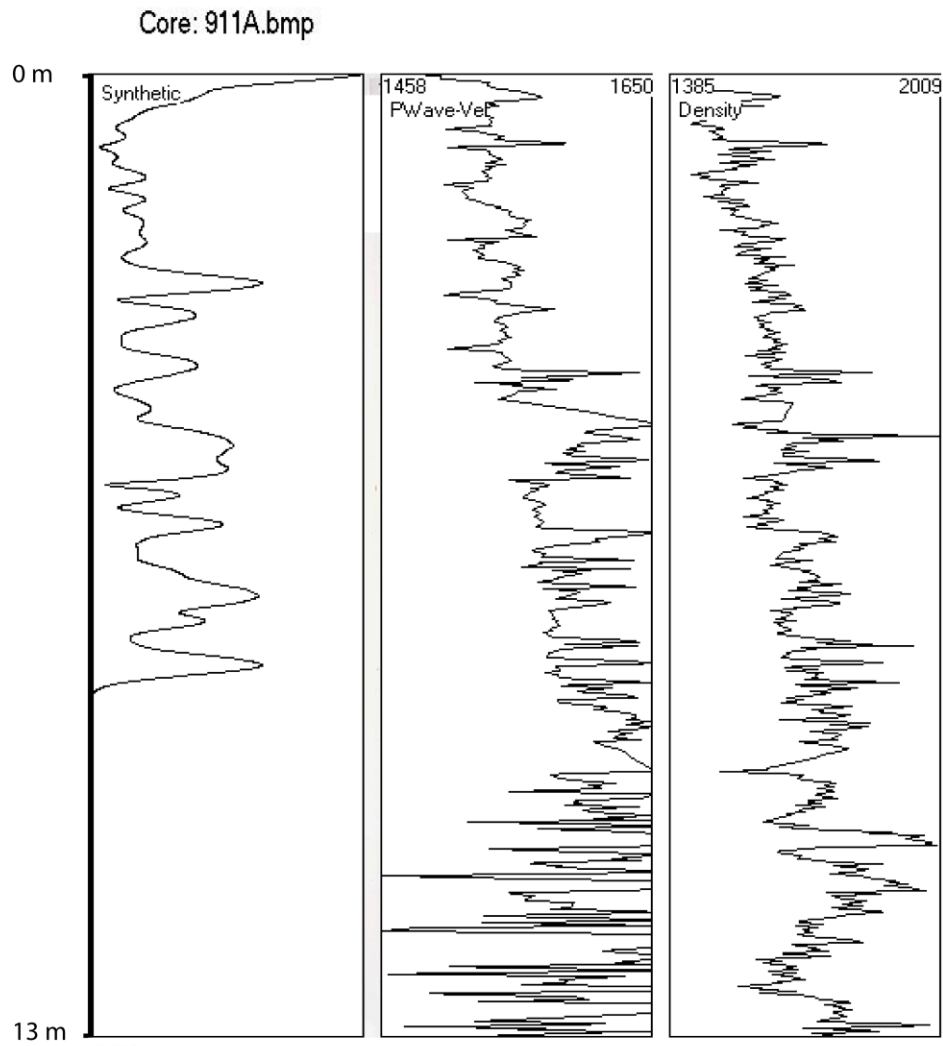 Core: 911A.bmp
0 m
Synthetic
1458 1650
PWave-Vel
1385 2009
Density
13 m